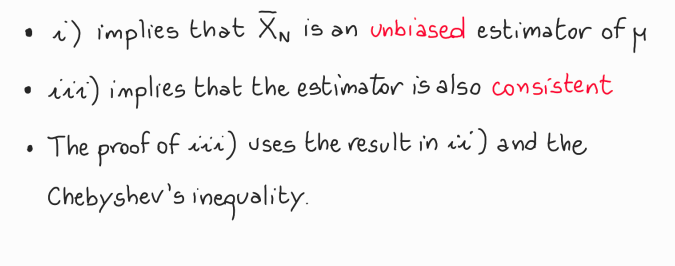 • i) implies that X̅_N is an unbiased estimator of μ
• iii) implies that the estimator is also consistent
• The proof of iii) uses the result in ii) and the
Chebyshev's inequality.